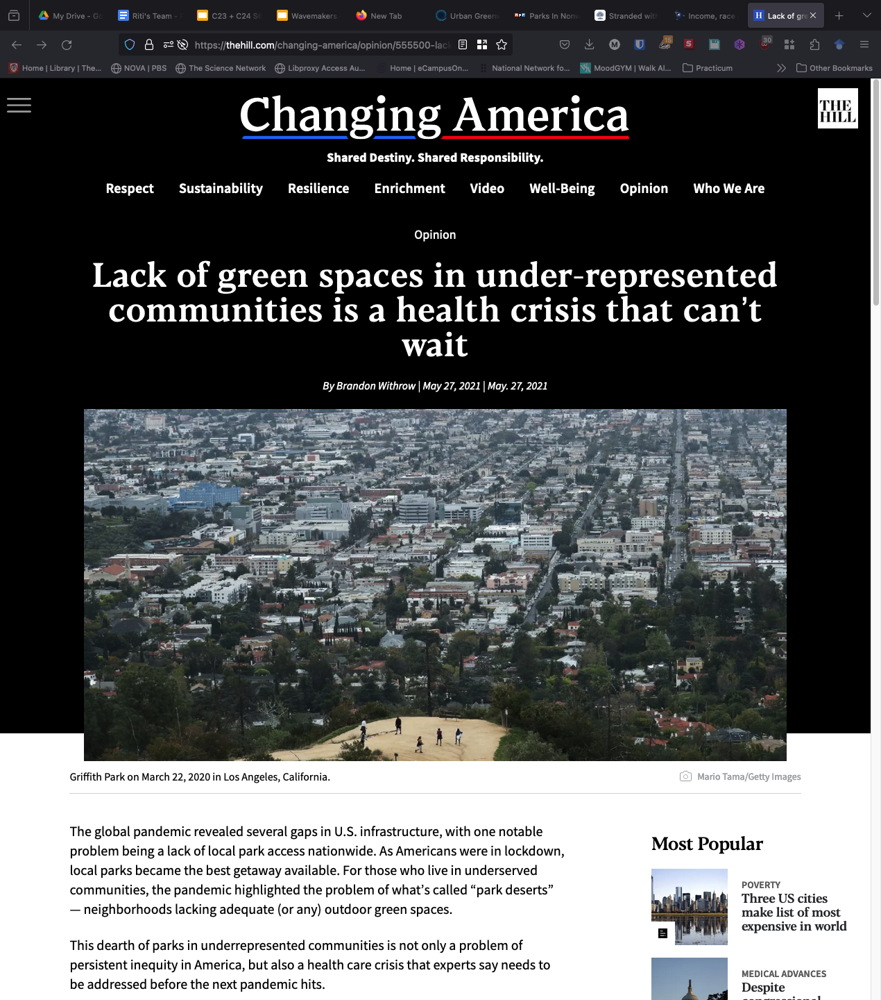 My Drive - Go
Riti's Team -
C23 + C24 S
Wavemakers
New Tab
Urban Green
Parks In Non
Stranded with
Income, race
Lack of gre
https://thehill.com/changing-america/opinion/555500-lac
15
30
Home | Library | The...
NOVA | PBS
The Science Network
Libproxy Access Au...
Home | eCampusOn...
National Network fo...
MoodGYM | Walk Al...
Practicum
Other Bookmarks
Changing America
THE
HILL
Shared Destiny. Shared Responsibility.
Respect
Sustainability
Resilience
Enrichment
Video
Well-Being
Opinion
Who We Are
Opinion
Lack of green spaces in under-represented
communities is a health crisis that can’t
wait
By Brandon Withrow | May 27, 2021 | May. 27, 2021
Griffith Park on March 22, 2020 in Los Angeles, California.
Mario Tama/Getty Images
The global pandemic revealed several gaps in U.S. infrastructure, with one notable
problem being a lack of local park access nationwide. As Americans were in lockdown,
local parks became the best getaway available. For those who live in underserved
communities, the pandemic highlighted the problem of what’s called “park deserts”
— neighborhoods lacking adequate (or any) outdoor green spaces.
This dearth of parks in underrepresented communities is not only a problem of
persistent inequity in America, but also a health care crisis that experts say needs to
be addressed before the next pandemic hits.
Most Popular
POVERTY
Three US cities
make list of most
expensive in world
MEDICAL ADVANCES
Despite